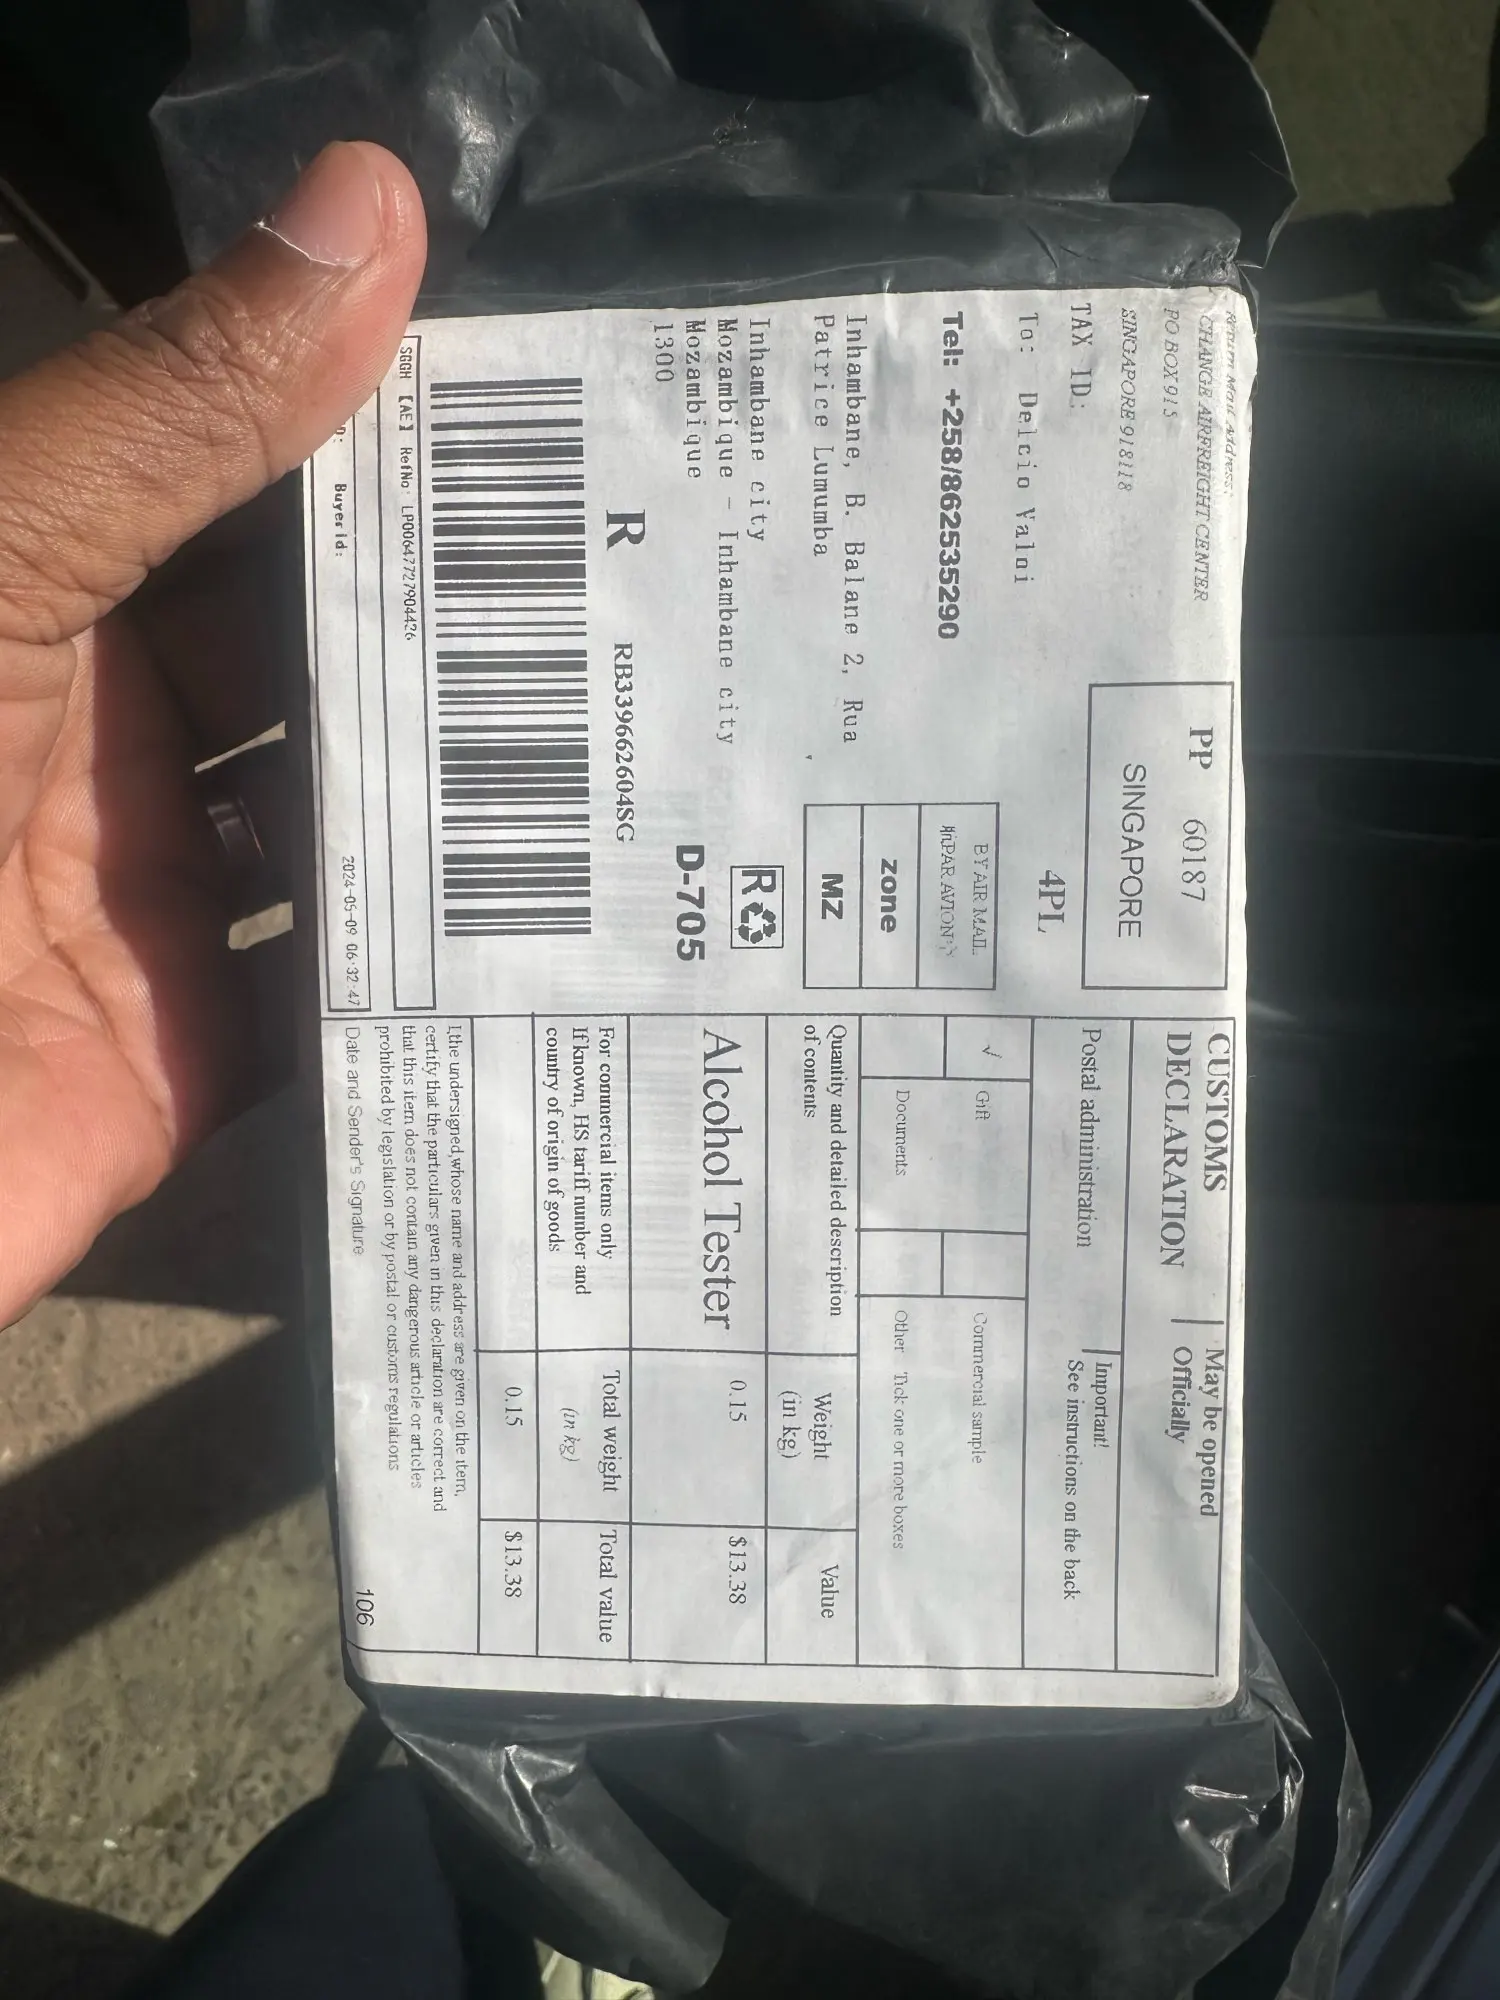 Return Mail Address:
CHANGE AIRFREIGHT CENTER
PO BOX 915
SINGAPORE 918118
PP 60187
SINGAPORE
TAX ID:
4PL
To: Delcio Valoi
Tel: +258/862535290
BY AIR MAIL
PAR AVION
zone
MZ
Inhambane, B. Balane 2, Rua
Patrice Lumumba
Inhambane city
Mozambique - Inhambane city
Mozambique
1300
R
D-705
R RB339662604SG
SGGH 【AE】 RefNo: LP00647727904426
Buyer id:
2024-05-09 06:32:47
CUSTOMS
DECLARATION
May be opened
Officially
Postal administration
Important!
See instructions on the back
√ Gift
Commercial sample
Documents
Other Tick one or more boxes
Quantity and detailed description
of contents
Weight
(in kg)
Value
Alcohol Tester
0.15
$13.38
For commercial items only
If known, HS tariff number and
country of origin of goods
Total weight
(in kg)
Total value
0.15
$13.38
I,the undersigned,whose name and address are given on the item,
certify that the particulars given in this declaration are correct and
that this item does not contain any dangerous article or articles
prohibited by legislation or by postal or customs regulations
Date and Sender's Signature
106